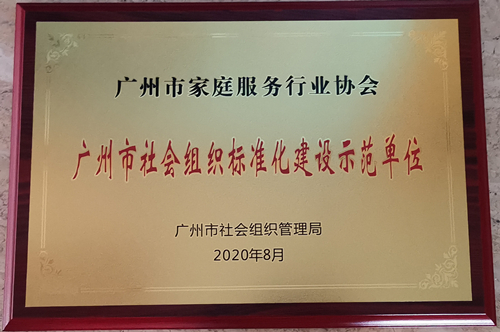 广州市家庭服务行业协会
广州市社会组织标准化建设示范单位
广州市社会组织管理局
2020年8月